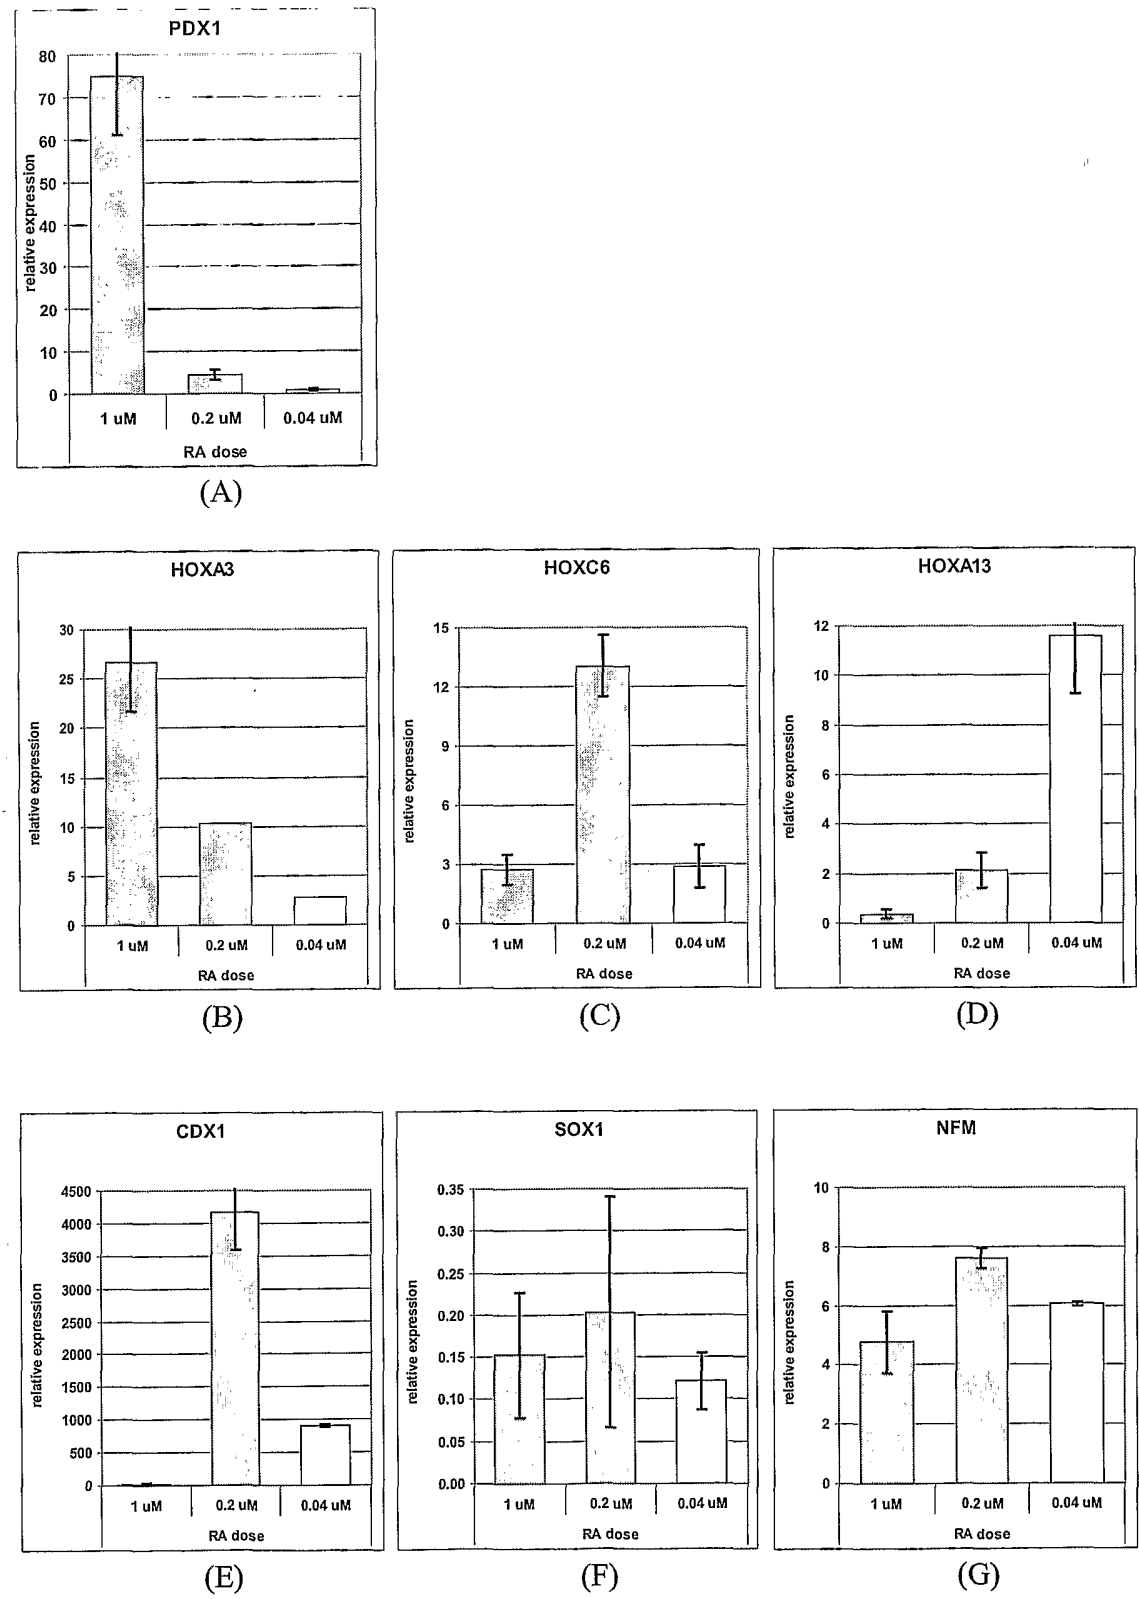 PDX1
80
70
60
50
40
30
20
10
0
relative expression
1 uM 0.2 uM 0.04 uM
RA dose
(A)
HOXA3
30
25
20
15
10
5
0
relative expression
1 uM 0.2 uM 0.04 uM
RA dose
(B)
HOXC6
15
12
9
6
3
0
relative expression
1 uM 0.2 uM 0.04 uM
RA dose
(C)
HOXA13
12
10
8
6
4
2
0
relative expression
1 uM 0.2 uM 0.04 uM
RA dose
(D)
CDX1
4500
4000
3500
3000
2500
2000
1500
1000
500
0
relative expression
1 uM 0.2 uM 0.04 uM
RA dose
(E)
SOX1
0.35
0.30
0.25
0.20
0.15
0.10
0.05
0.00
relative expression
1 uM 0.2 uM 0.04 uM
RA dose
(F)
NFM
10
8
6
4
2
0
relative expression
1 uM 0.2 uM 0.04 uM
RA dose
(G)